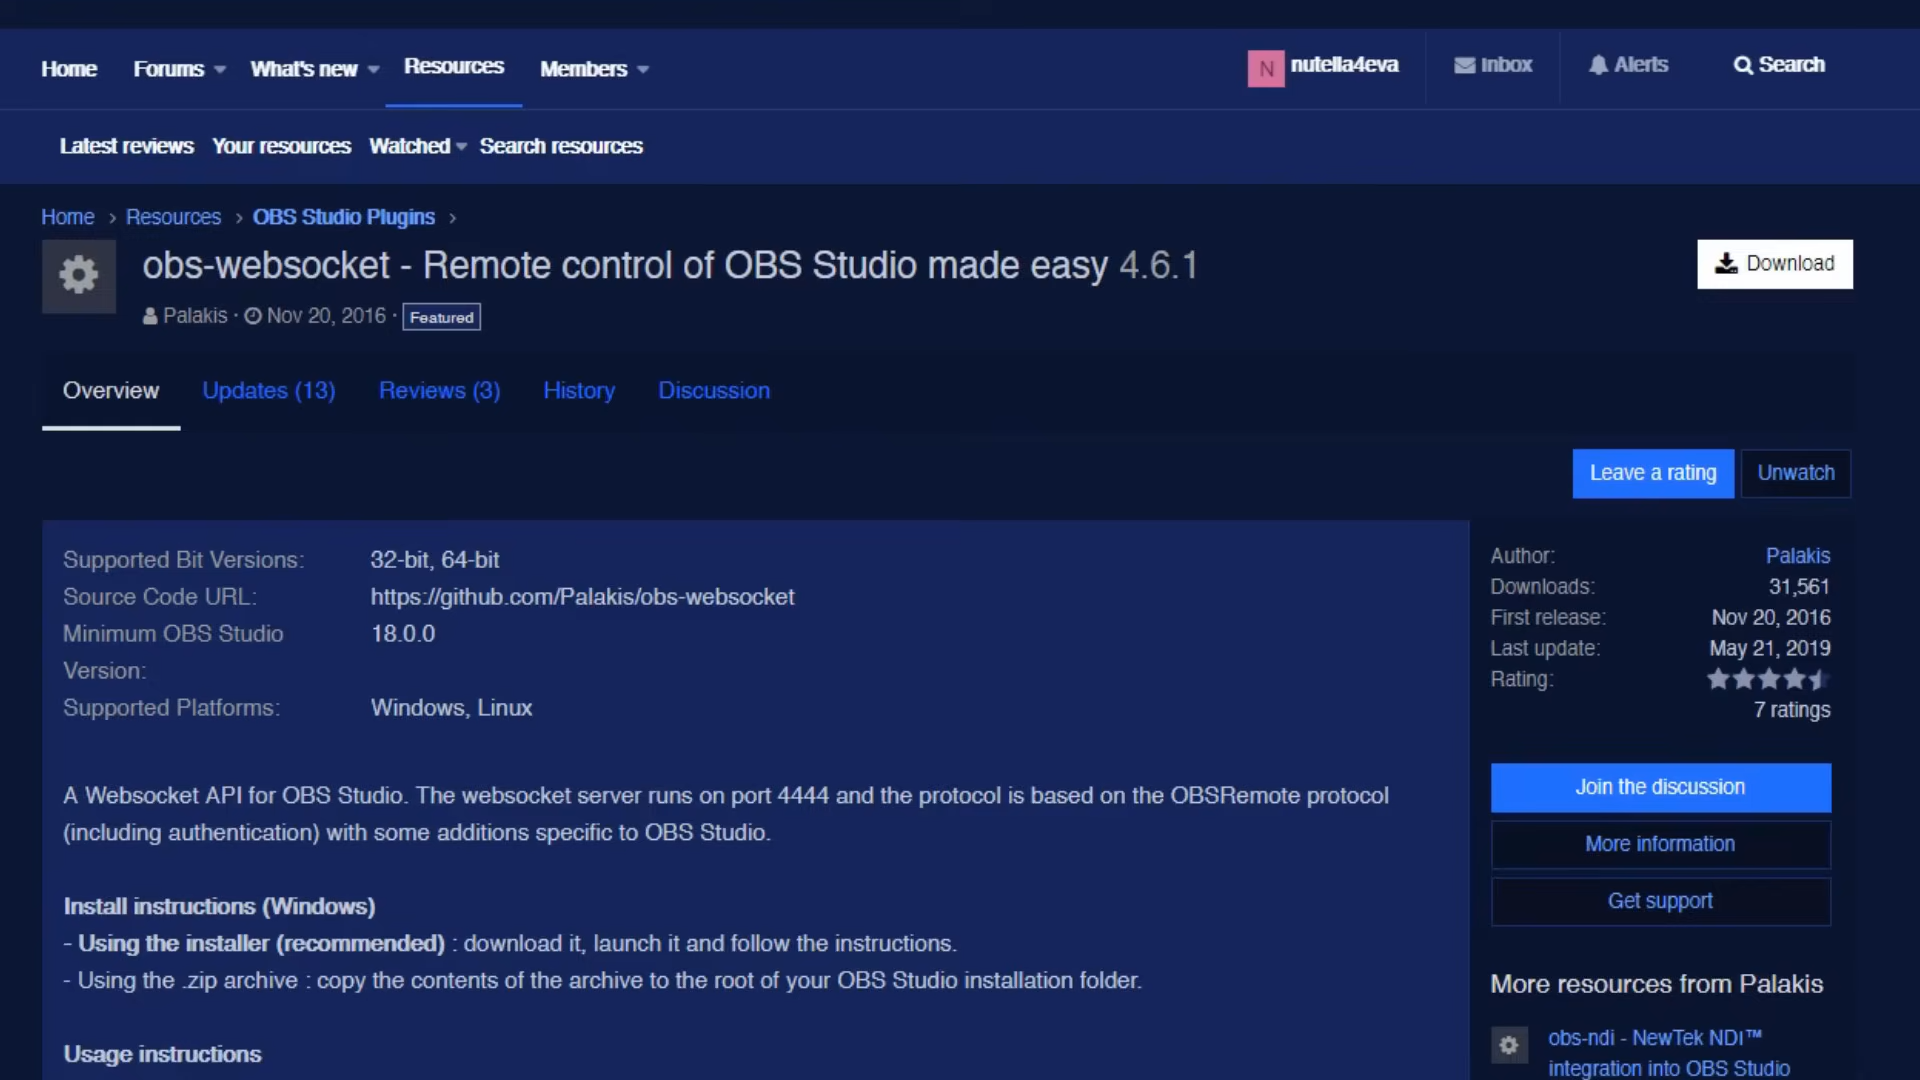 Home Forums What's new Resources Members N nutella4eva Inbox Alerts Search
Latest reviews Your resources Watched Search resources
Home > Resources > OBS Studio Plugins >
obs-websocket - Remote control of OBS Studio made easy 4.6.1
Download
Palakis · Nov 20, 2016 · Featured
Overview Updates (13) Reviews (3) History Discussion
Leave a rating Unwatch
Supported Bit Versions: 32-bit, 64-bit
Source Code URL: https://github.com/Palakis/obs-websocket
Minimum OBS Studio 18.0.0
Version:
Supported Platforms: Windows, Linux
A Websocket API for OBS Studio. The websocket server runs on port 4444 and the protocol is based on the OBSRemote protocol
(including authentication) with some additions specific to OBS Studio.
Install instructions (Windows)
- Using the installer (recommended) : download it, launch it and follow the instructions.
- Using the .zip archive : copy the contents of the archive to the root of your OBS Studio installation folder.
Usage instructions
Author: Palakis
Downloads: 31,561
First release: Nov 20, 2016
Last update: May 21, 2019
Rating:
7 ratings
Join the discussion
More information
Get support
More resources from Palakis
obs-ndi - NewTek NDI™
integration into OBS Studio